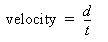 velocity = d/t